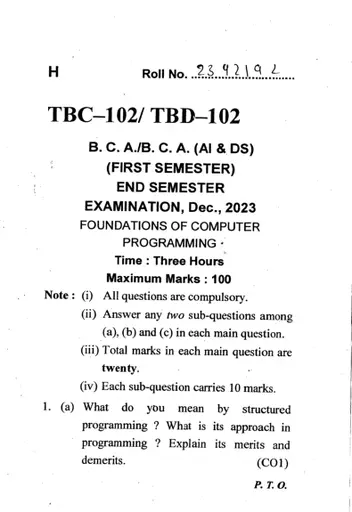 H Roll No. 2392192
TBC–102/ TBD–102
B. C. A./B. C. A. (AI & DS)
(FIRST SEMESTER)
END SEMESTER
EXAMINATION, Dec., 2023
FOUNDATIONS OF COMPUTER
PROGRAMMING
Time : Three Hours
Maximum Marks : 100
Note : (i) All questions are compulsory.
(ii) Answer any two sub-questions among
(a), (b) and (c) in each main question.
(iii) Total marks in each main question are
twenty.
(iv) Each sub-question carries 10 marks.
1. (a) What do you mean by structured
programming ? What is its approach in
programming ? Explain its merits and
demerits. (CO1)
P. T. O.